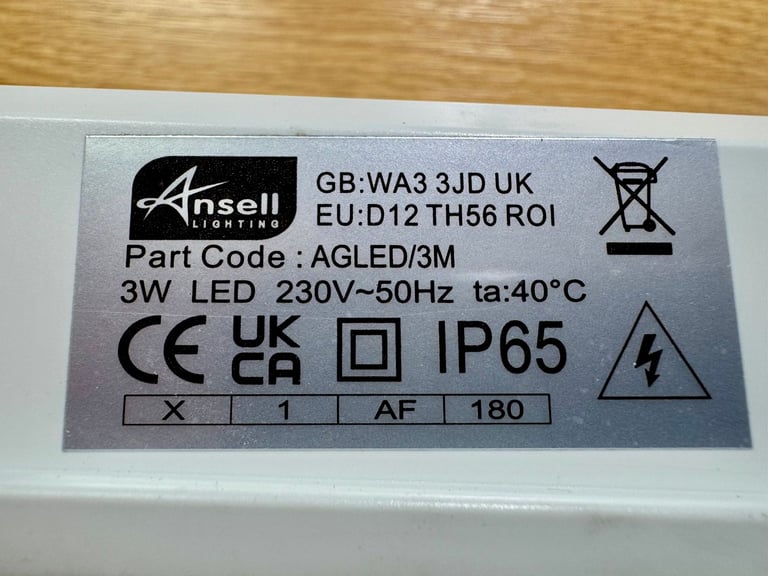 Ansell
LIGHTING
GB:WA3 3JD UK
EU:D12 TH56 ROI
Part Code : AGLED/3M
3W LED 230V~50Hz ta:40°C
CE UK CA IP65
X 1 AF 180